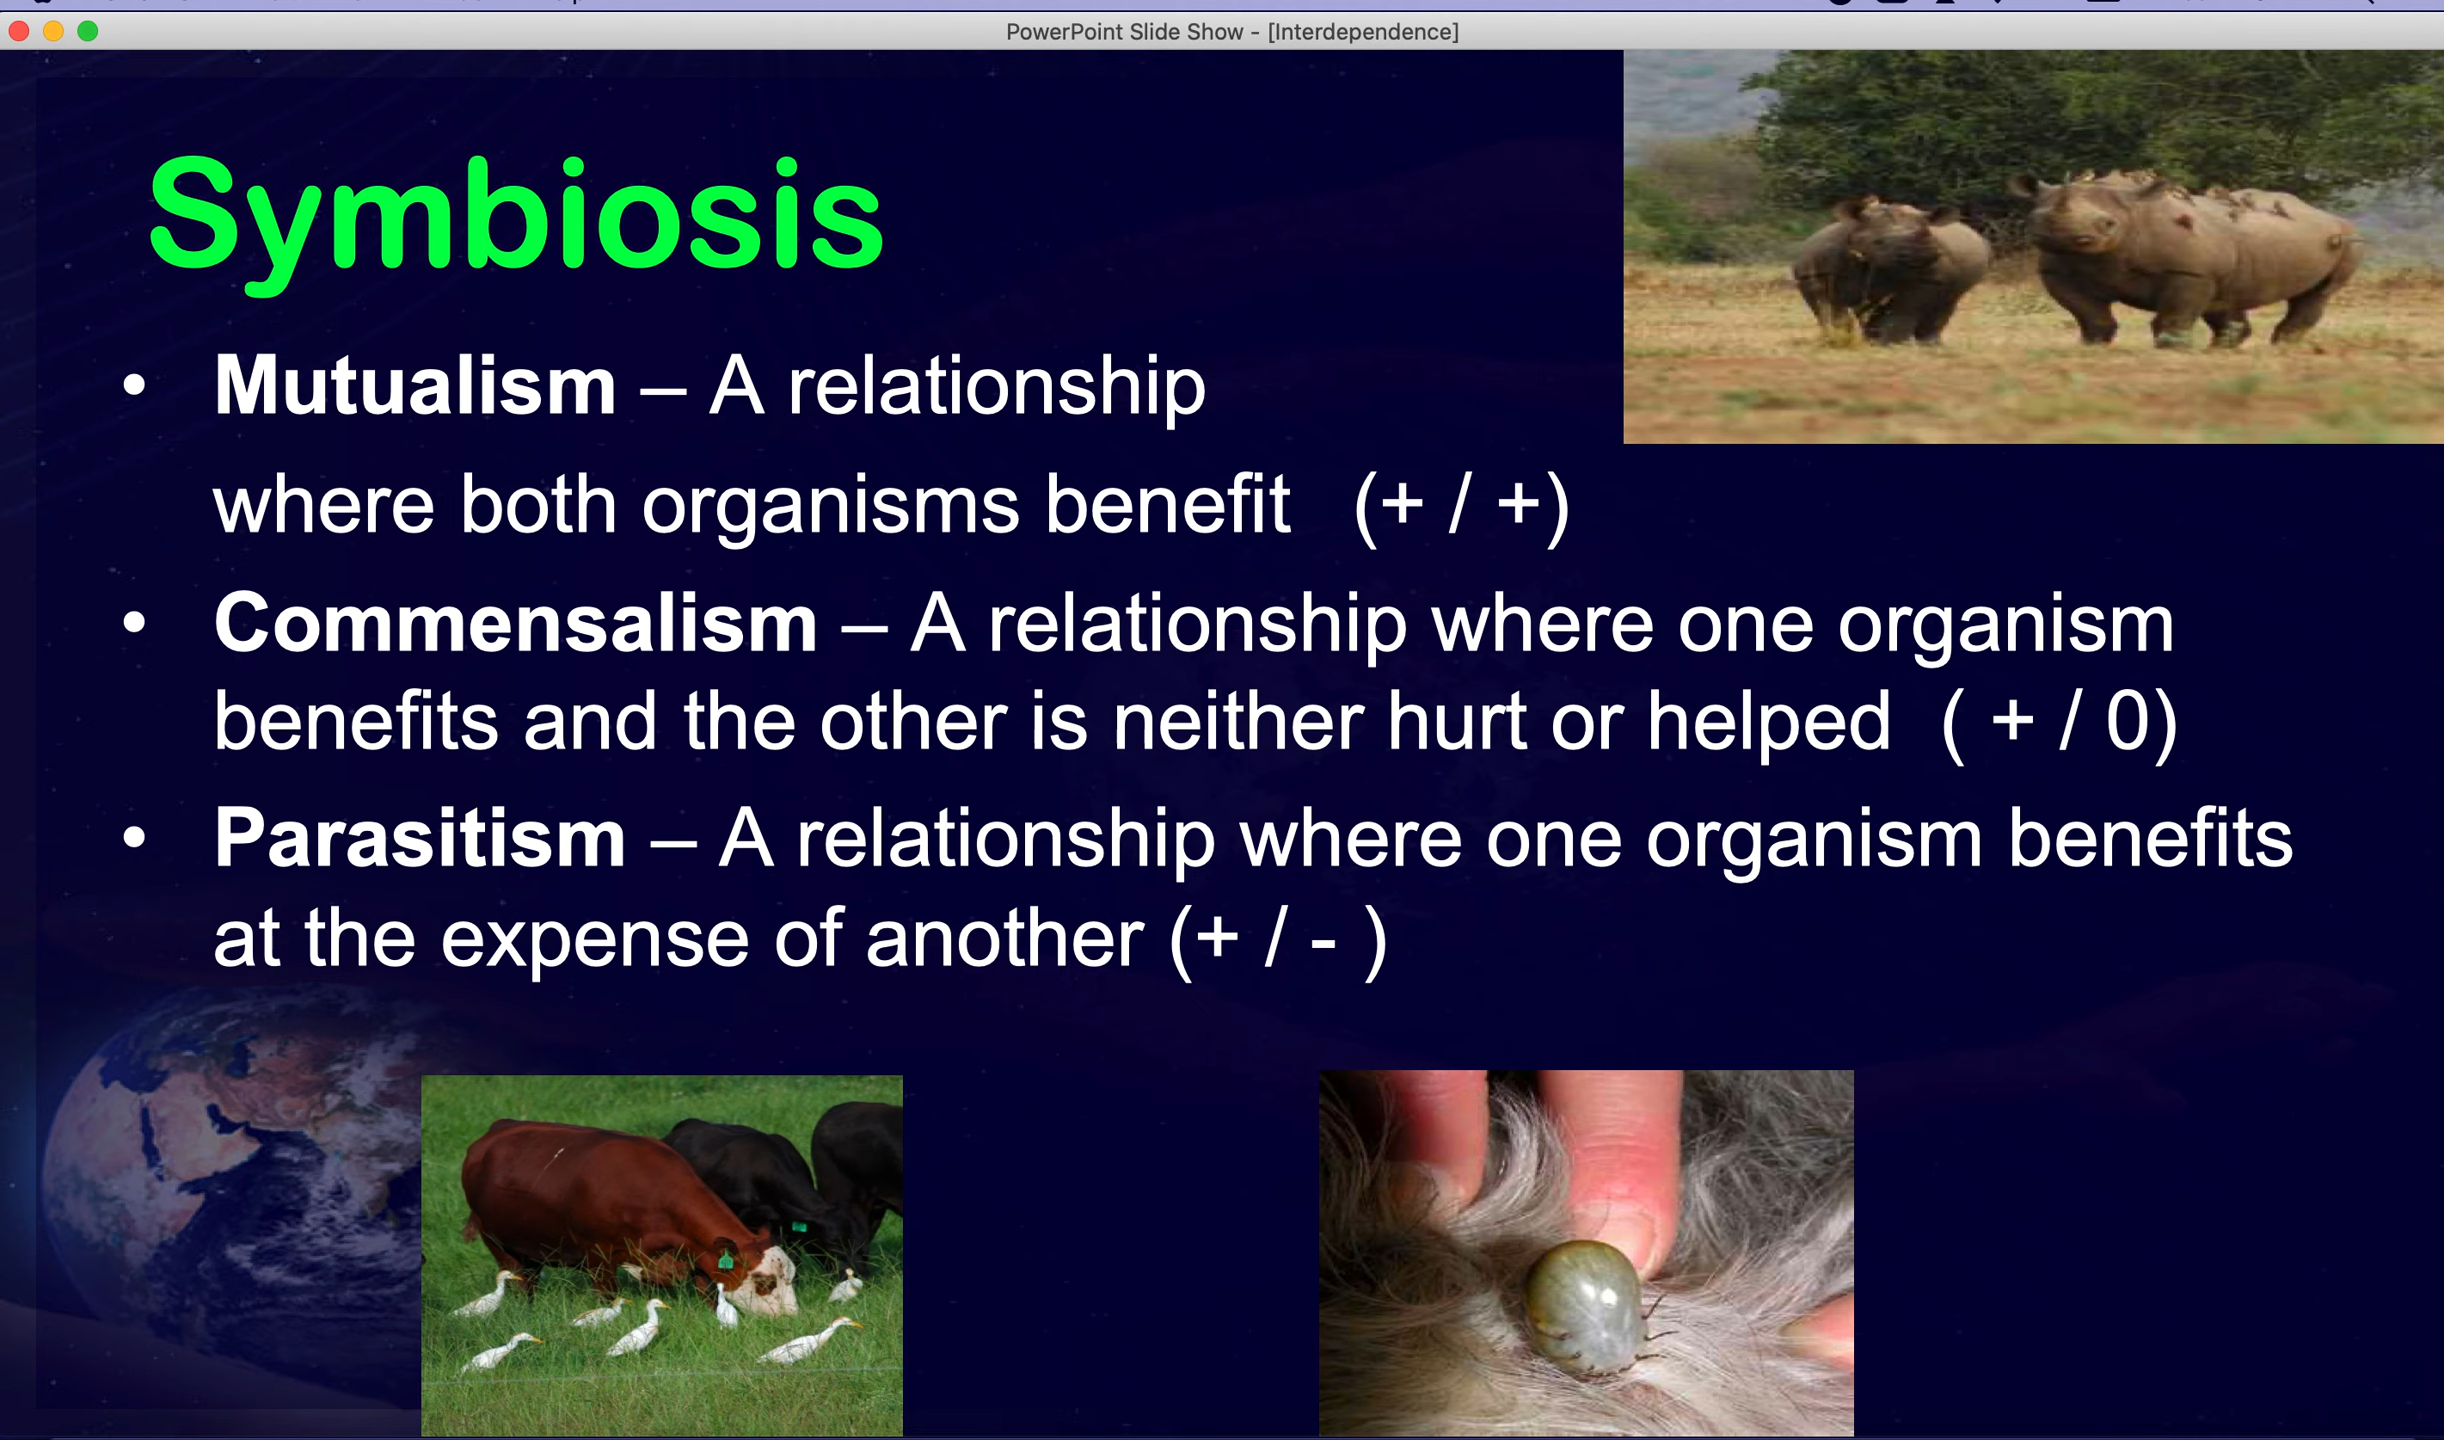 PowerPoint Slide Show - [Interdependence]
Symbiosis
• Mutualism – A relationship
where both organisms benefit (+ / +)
• Commensalism – A relationship where one organism
benefits and the other is neither hurt or helped ( + / 0)
• Parasitism – A relationship where one organism benefits
at the expense of another (+ / - )